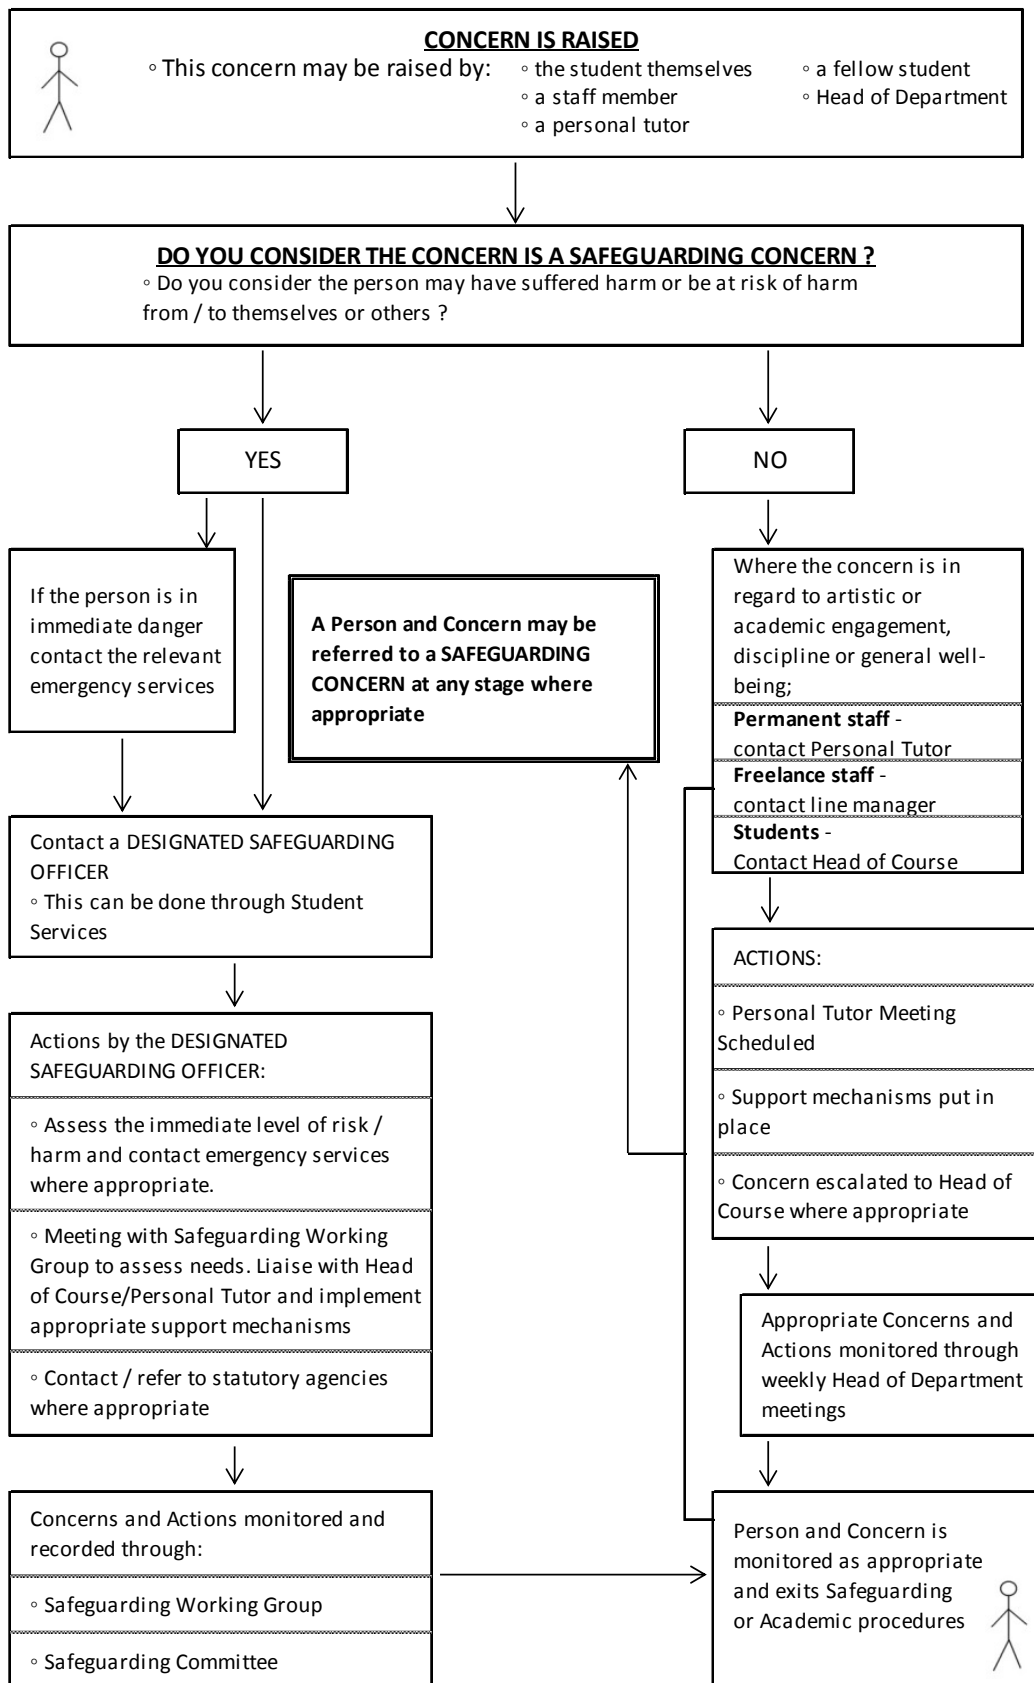 CONCERN IS RAISED
◦ This concern may be raised by:
◦ the student themselves
◦ a staff member
◦ a personal tutor
◦ a fellow student
◦ Head of Department
DO YOU CONSIDER THE CONCERN IS A SAFEGUARDING CONCERN ?
◦ Do you consider the person may have suffered harm or be at risk of harm
from / to themselves or others ?
YES
NO
If the person is in
immediate danger
contact the relevant
emergency services
A Person and Concern may be
referred to a SAFEGUARDING
CONCERN at any stage where
appropriate
Where the concern is in
regard to artistic or
academic engagement,
discipline or general well-
being;
Permanent staff -
contact Personal Tutor
Freelance staff -
contact line manager
Students -
Contact Head of Course
Contact a DESIGNATED SAFEGUARDING
OFFICER
◦ This can be done through Student
Services
ACTIONS:
◦ Personal Tutor Meeting
Scheduled
◦ Support mechanisms put in
place
◦ Concern escalated to Head of
Course where appropriate
Actions by the DESIGNATED
SAFEGUARDING OFFICER:
◦ Assess the immediate level of risk /
harm and contact emergency services
where appropriate.
◦ Meeting with Safeguarding Working
Group to assess needs. Liaise with Head
of Course/Personal Tutor and implement
appropriate support mechanisms
◦ Contact / refer to statutory agencies
where appropriate
Appropriate Concerns and
Actions monitored through
weekly Head of Department
meetings
Concerns and Actions monitored and
recorded through:
◦ Safeguarding Working Group
◦ Safeguarding Committee
Person and Concern is
monitored as appropriate
and exits Safeguarding
or Academic procedures